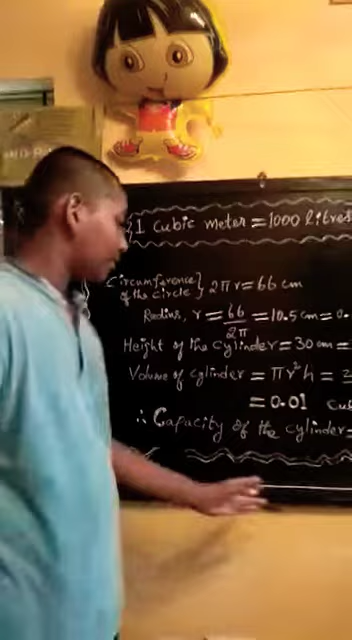 1 Cubic meter = 1000 litres
Circumference of the circle } 2πr = 66 cm
Radius, r = 66/2π = 10.5 cm = 0.
Height of the cylinder = 30 cm =
Volume of cylinder = πr²h =
= 0.01 Cu
∴ Capacity of the cylinder =